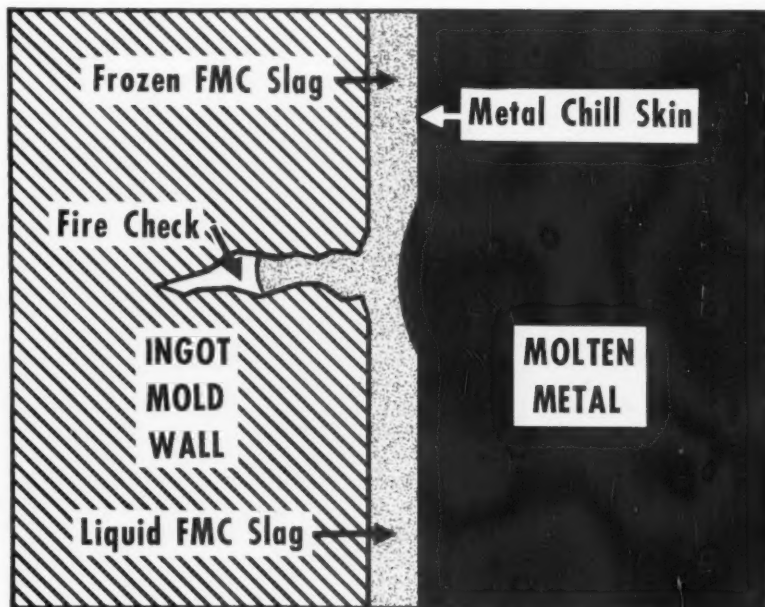 Frozen FMC Slag
Metal Chill Skin
Fire Check
INGOT
MOLD
WALL
MOLTEN
METAL
Liquid FMC Slag